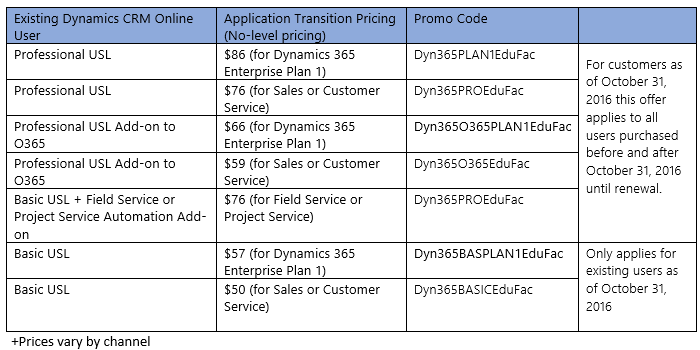 Existing Dynamics CRM Online
User
Application Transition Pricing
(No-level pricing)
Promo Code
Professional USL
$86 (for Dynamics 365
Enterprise Plan 1)
Dyn365PLAN1EduFac
Professional USL
$76 (for Sales or Customer
Service)
Dyn365PROEduFac
Professional USL Add-on to
O365
$66 (for Dynamics 365
Enterprise Plan 1)
Dyn365O365PLAN1EduFac
Professional USL Add-on to
O365
$59 (for Sales or Customer
Service)
Dyn365O365EduFac
Basic USL + Field Service or
Project Service Automation Add-
on
$76 (for Field Service or
Project Service)
Dyn365PROEduFac
For customers as
of October 31,
2016 this offer
applies to all
users purchased
before and after
October 31, 2016
until renewal.
Basic USL
$57 (for Dynamics 365
Enterprise Plan 1)
Dyn365BASPLAN1EduFac
Basic USL
$50 (for Sales or Customer
Service)
Dyn365BASICEduFac
Only applies for
existing users as
of October 31,
2016
+Prices vary by channel